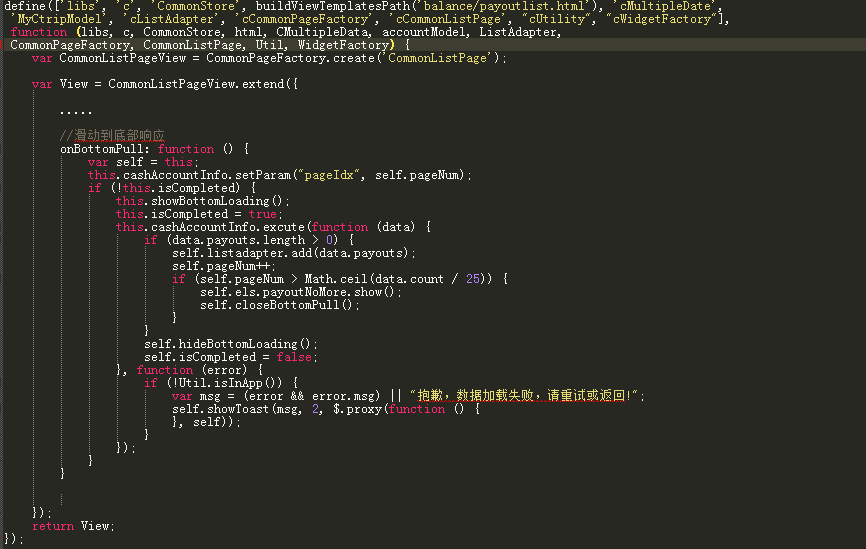 define(['libs', 'c', 'CommonStore', buildViewTemplatesPath('balance/payoutlist.html'), 'cMultipleDate',
'MyCtripModel', 'cListAdapter', 'cCommonPageFactory', 'cCommonListPage', "cUtility", "cWidgetFactory"],
function (libs, c, CommonStore, html, CMultipleData, accountModel, ListAdapter,
CommonPageFactory, CommonListPage, Util, WidgetFactory) {
var CommonListPageView = CommonPageFactory.create('CommonListPage');
var View = CommonListPageView.extend({
.....
//滑动到底部响应
onBottomPull: function () {
var self = this;
this.cashAccountInfo.setParam("pageIdx", self.pageNum);
if (!this.isCompleted) {
this.showBottomLoading();
this.isCompleted = true;
this.cashAccountInfo.excute(function (data) {
if (data.payouts.length > 0) {
self.listadapter.add(data.payouts);
self.pageNum++;
if (self.pageNum > Math.ceil(data.count / 25)) {
self.els.payoutNoMore.show();
self.closeBottomPull();
}
}
self.hideBottomLoading();
self.isCompleted = false;
}, function (error) {
if (!Util.isInApp()) {
var msg = (error && error.msg) || "抱歉，数据加载失败，请重试或返回!";
self.showToast(msg, 2, $.proxy(function () {
}, self));
}
});
}
}
});
return View;
});